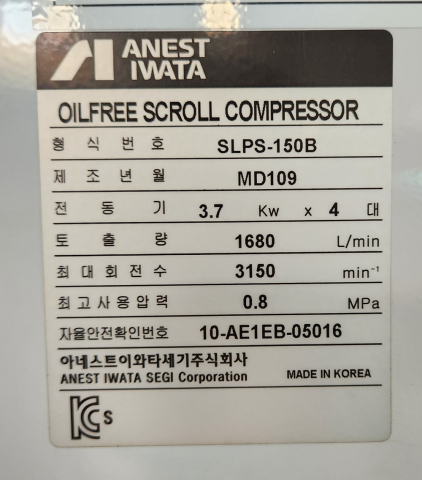 ANEST
IWATA
OILFREE SCROLL COMPRESSOR
형 식 번 호 SLPS-150B
제 조 년 월 MD109
전 동 기 3.7 Kw x 4 대
토 출 량 1680 L/min
최 대 회 전 수 3150 min⁻¹
최 고 사 용 압 력 0.8 MPa
자율안전확인번호 10-AE1EB-05016
아네스트이와타세기주식회사
ANEST IWATA SEGI Corporation MADE IN KOREA
KCs